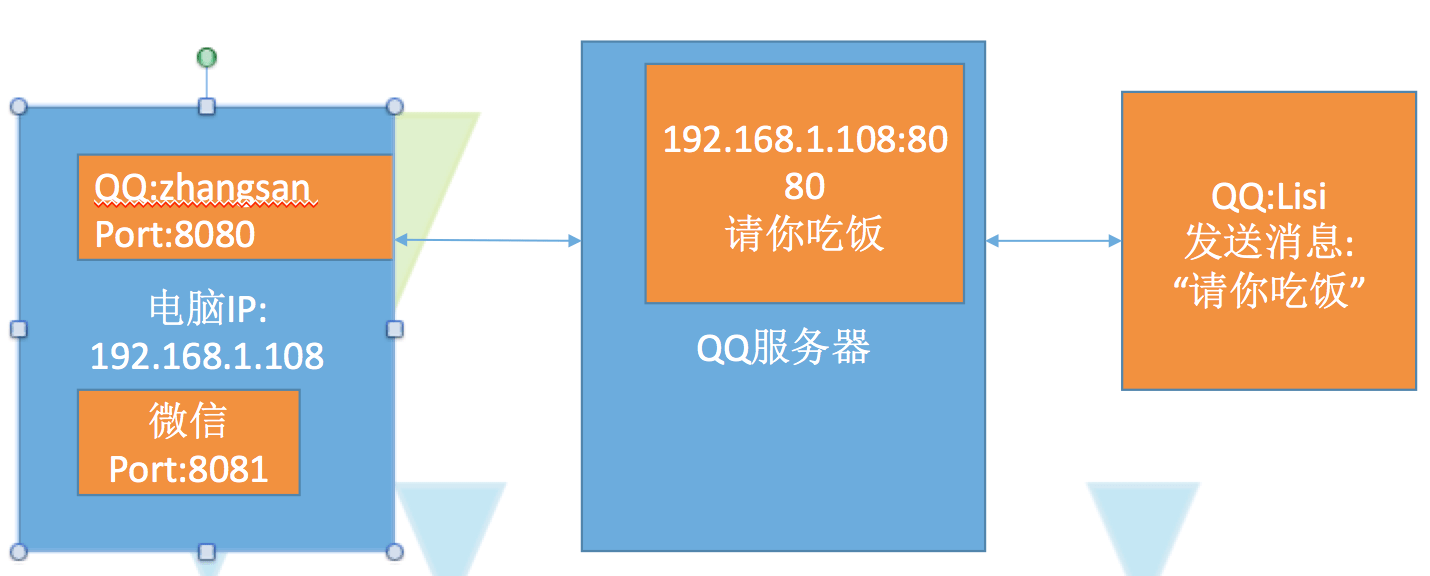 QQ:zhangsan
Port:8080
电脑IP:
192.168.1.108
微信
Port:8081
192.168.1.108:80
80
请你吃饭
QQ服务器
QQ:Lisi
发送消息:
“请你吃饭”